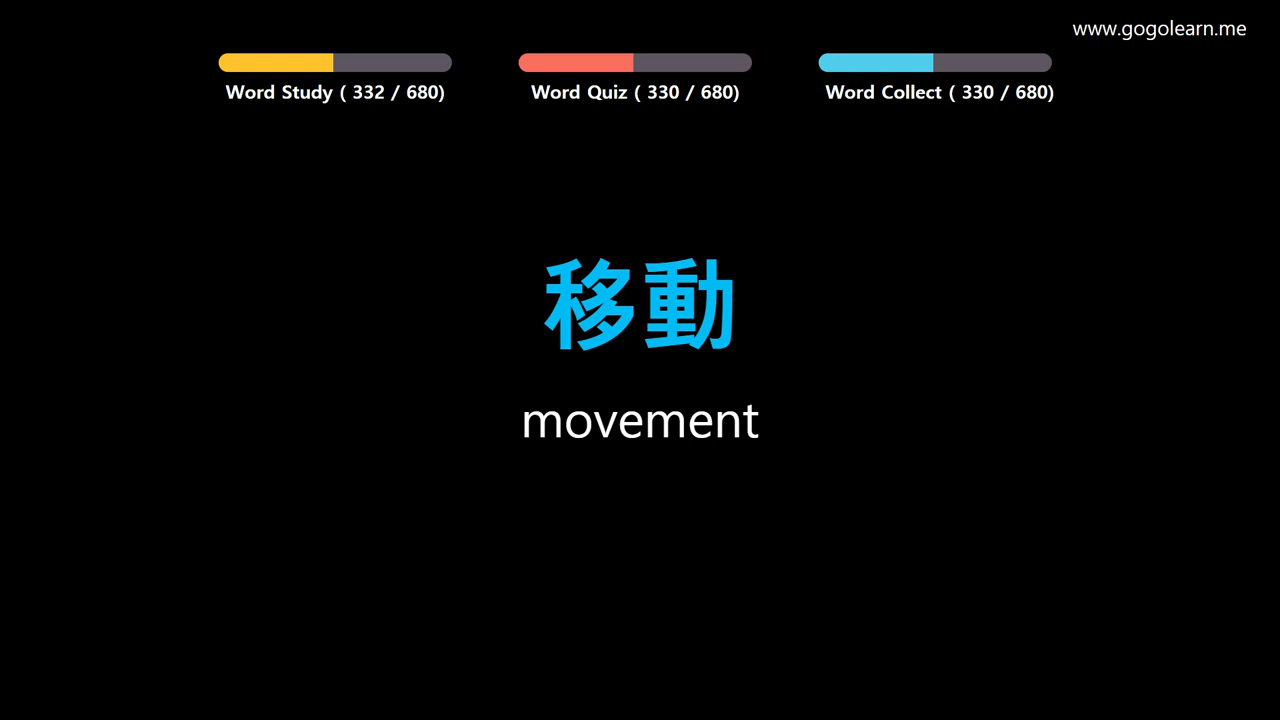 www.gogolearn.me
Word Study ( 332 / 680)
Word Quiz ( 330 / 680)
Word Collect ( 330 / 680)
移動
movement